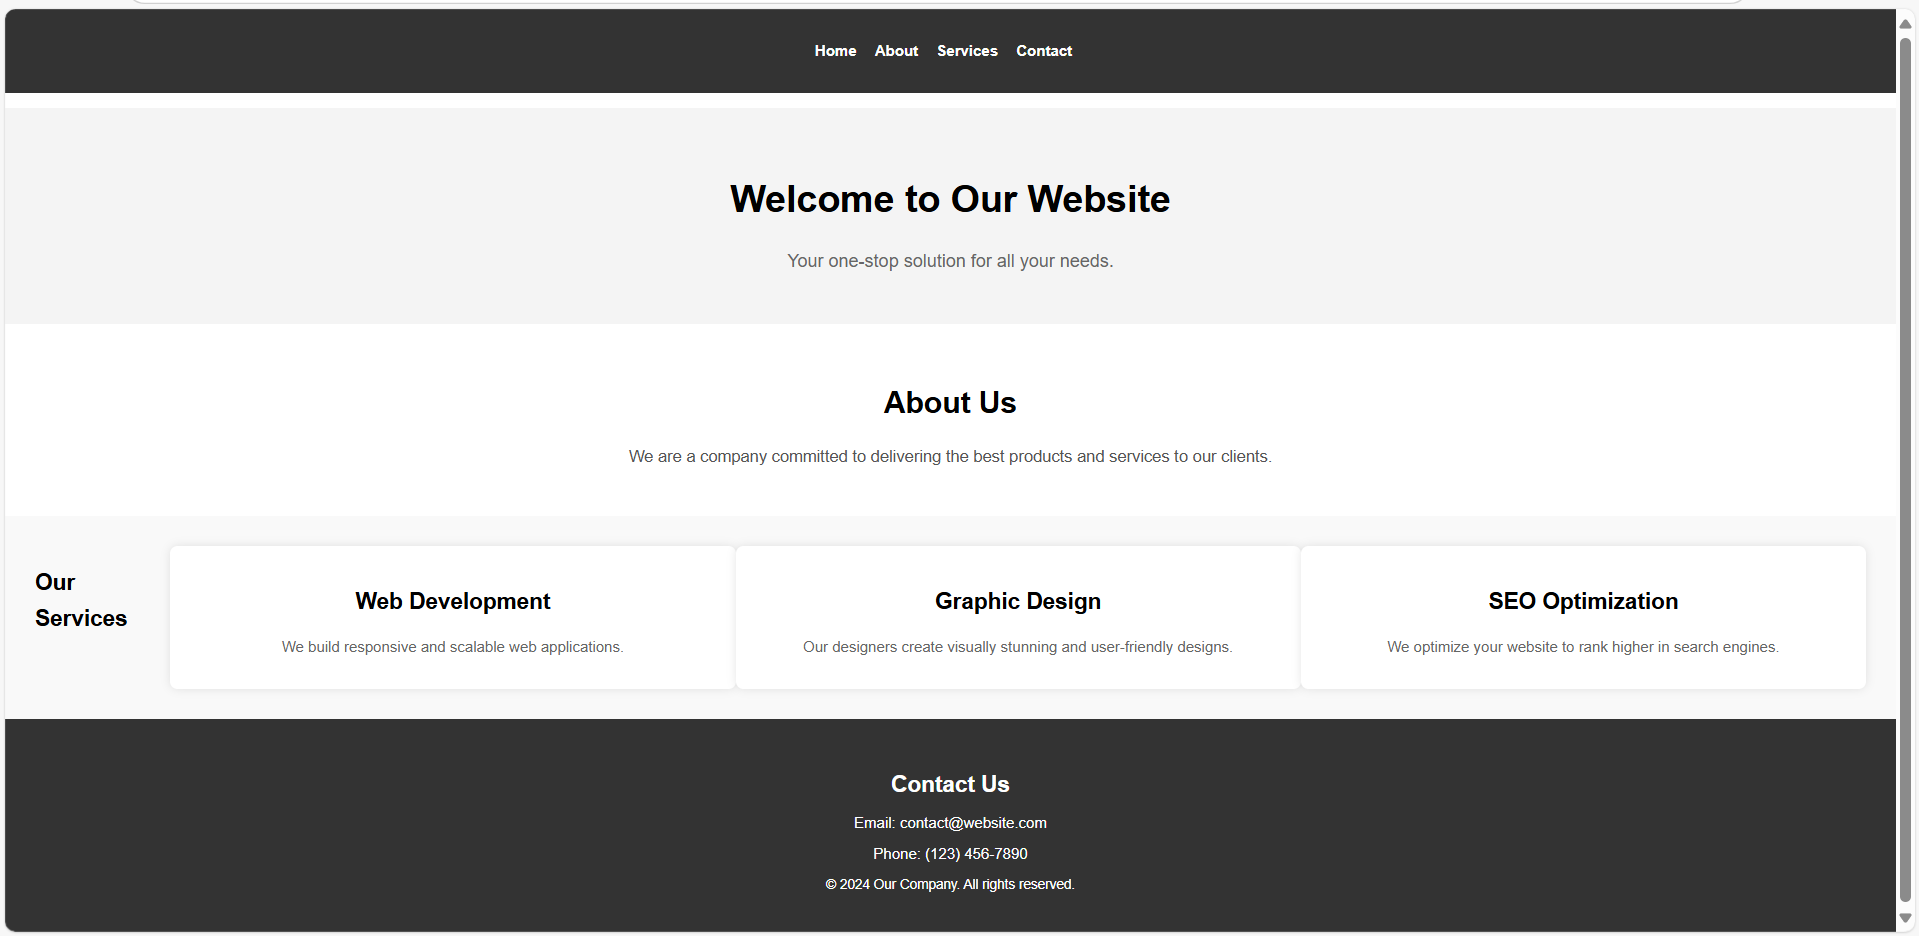 Home About Services Contact
Welcome to Our Website
Your one-stop solution for all your needs.
About Us
We are a company committed to delivering the best products and services to our clients.
Our
Services
Web Development
We build responsive and scalable web applications.
Graphic Design
Our designers create visually stunning and user-friendly designs.
SEO Optimization
We optimize your website to rank higher in search engines.
Contact Us
Email: contact@website.com
Phone: (123) 456-7890
© 2024 Our Company. All rights reserved.